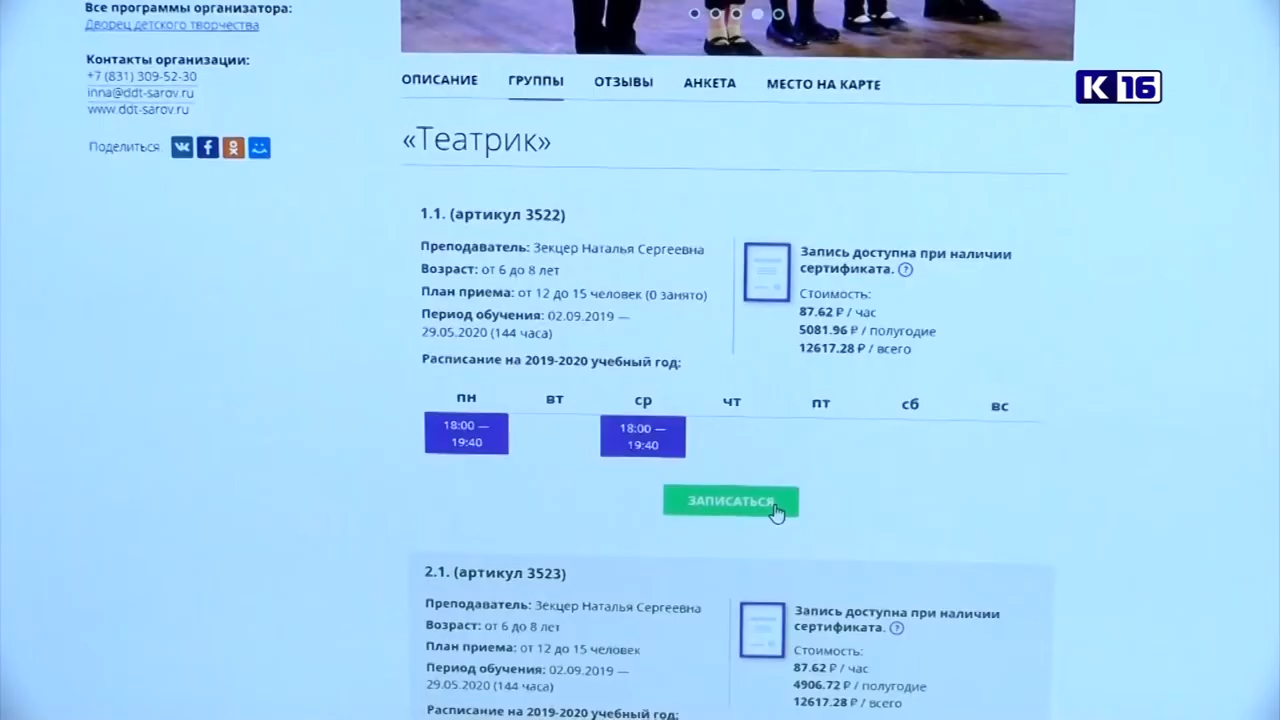 Все программы организатора:
Дворец детского творчества
Контакты организации:
+7 (831) 309-52-30
inna@ddt-sarov.ru
www.ddt-sarov.ru
Поделиться
ОПИСАНИЕ ГРУППЫ ОТЗЫВЫ АНКЕТА МЕСТО НА КАРТЕ
К 16
«Театрик»
1.1. (артикул 3522)
Преподаватель: Зекцер Наталья Сергеевна
Возраст: от 6 до 8 лет
План приема: от 12 до 15 человек (0 занято)
Период обучения: 02.09.2019 —
29.05.2020 (144 часа)
Запись доступна при наличии
сертификата. ?
Стоимость:
87.62 ₽ / час
5081.96 ₽ / полугодие
12617.28 ₽ / всего
Расписание на 2019-2020 учебный год:
пн вт ср чт пт сб вс
18:00 —
19:40
18:00 —
19:40
ЗАПИСАТЬСЯ
2.1. (артикул 3523)
Преподаватель: Зекцер Наталья Сергеевна
Возраст: от 6 до 8 лет
План приема: от 12 до 15 человек
Период обучения: 02.09.2019 —
29.05.2020 (144 часа)
Запись доступна при наличии
сертификата. ?
Стоимость:
87.62 ₽ / час
4906.72 ₽ / полугодие
12617.28 ₽ / всего
Расписание на 2019-2020 учебный год: